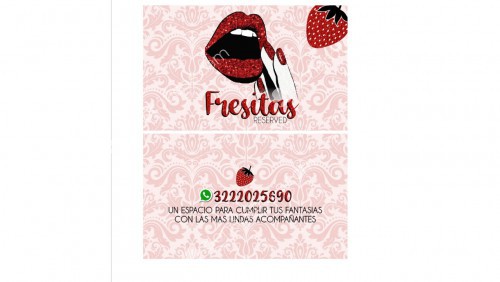 Fresitas
RESERVED
3222025690
UN ESPACIO PARA CUMPLIR TUS FANTASIAS
CON LAS MAS LINDAS ACOMPAÑANTES